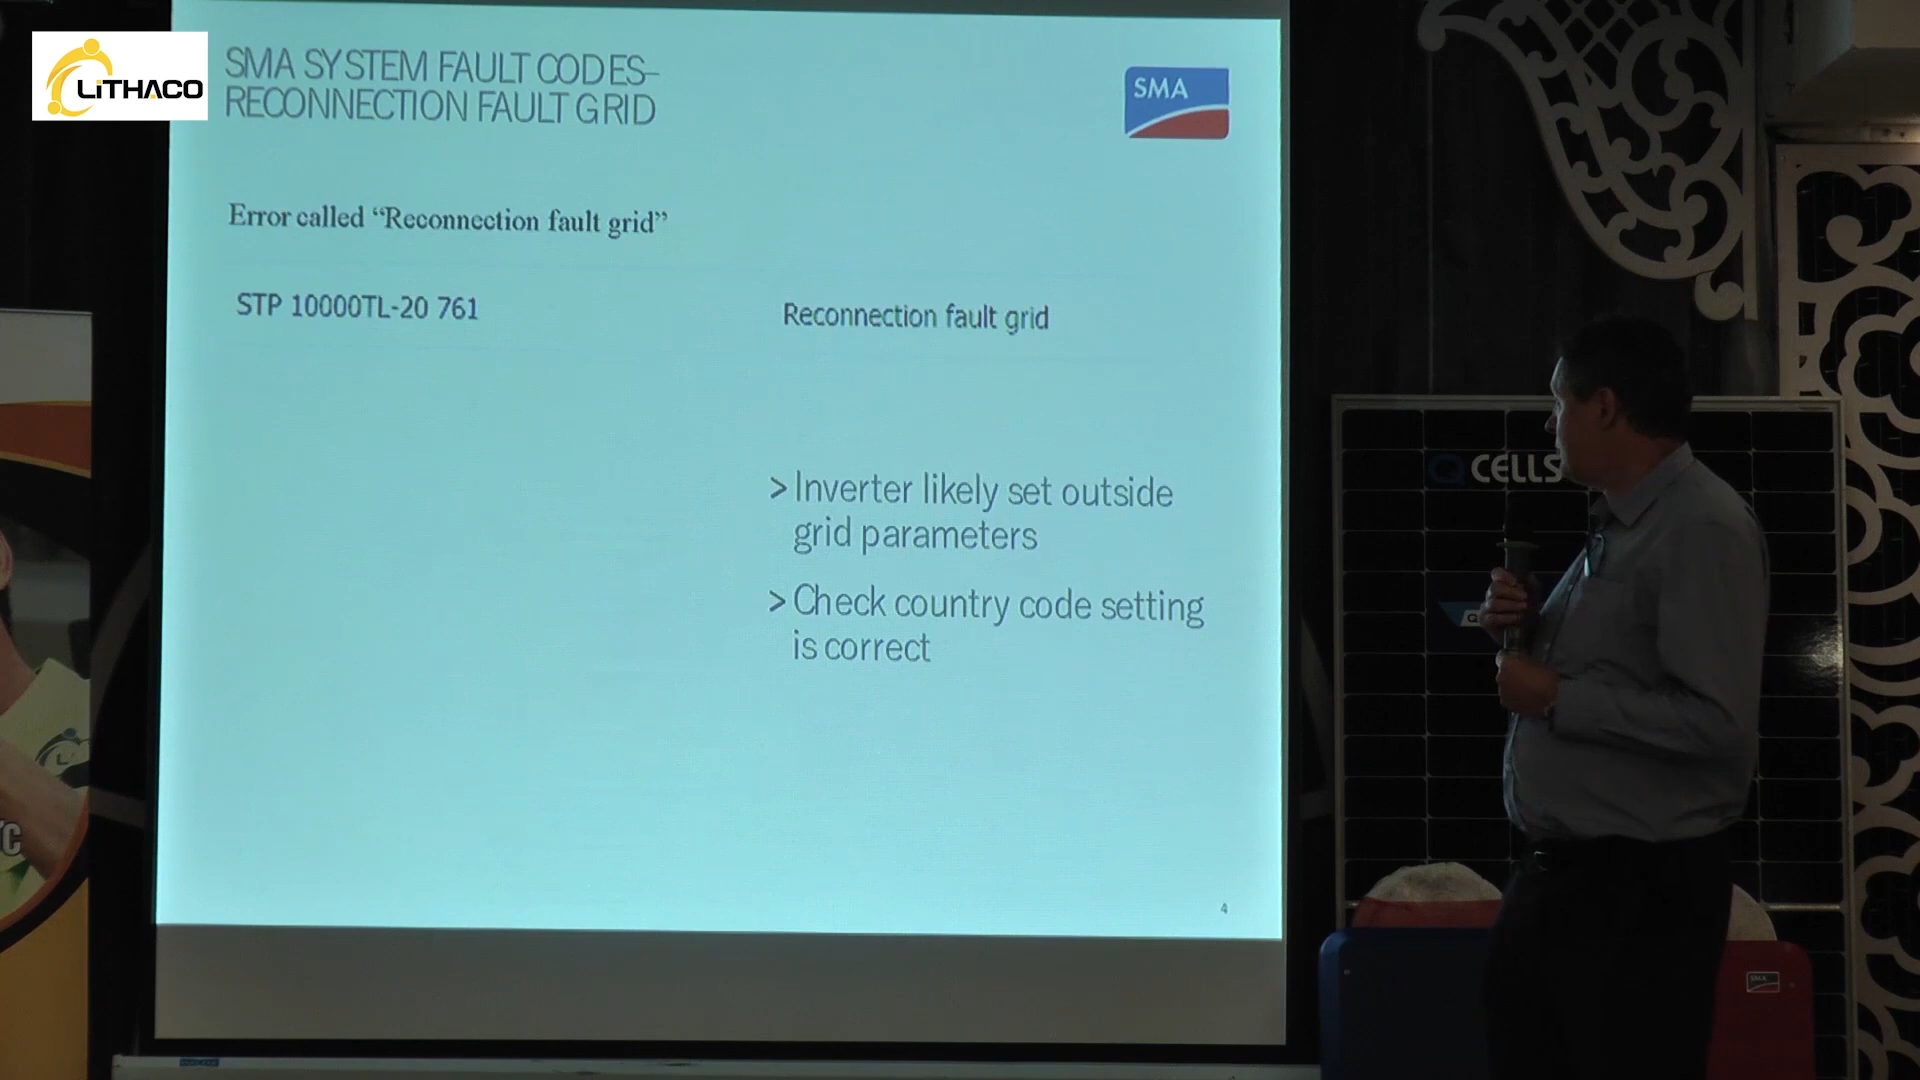 LiTHACO
SMA SYSTEM FAULT CODES–
RECONNECTION FAULT GRID
SMA
Error called “Reconnection fault grid”
STP 10000TL-20 761
Reconnection fault grid
> Inverter likely set outside
grid parameters
> Check country code setting
is correct
4
Q CELLS
SMA